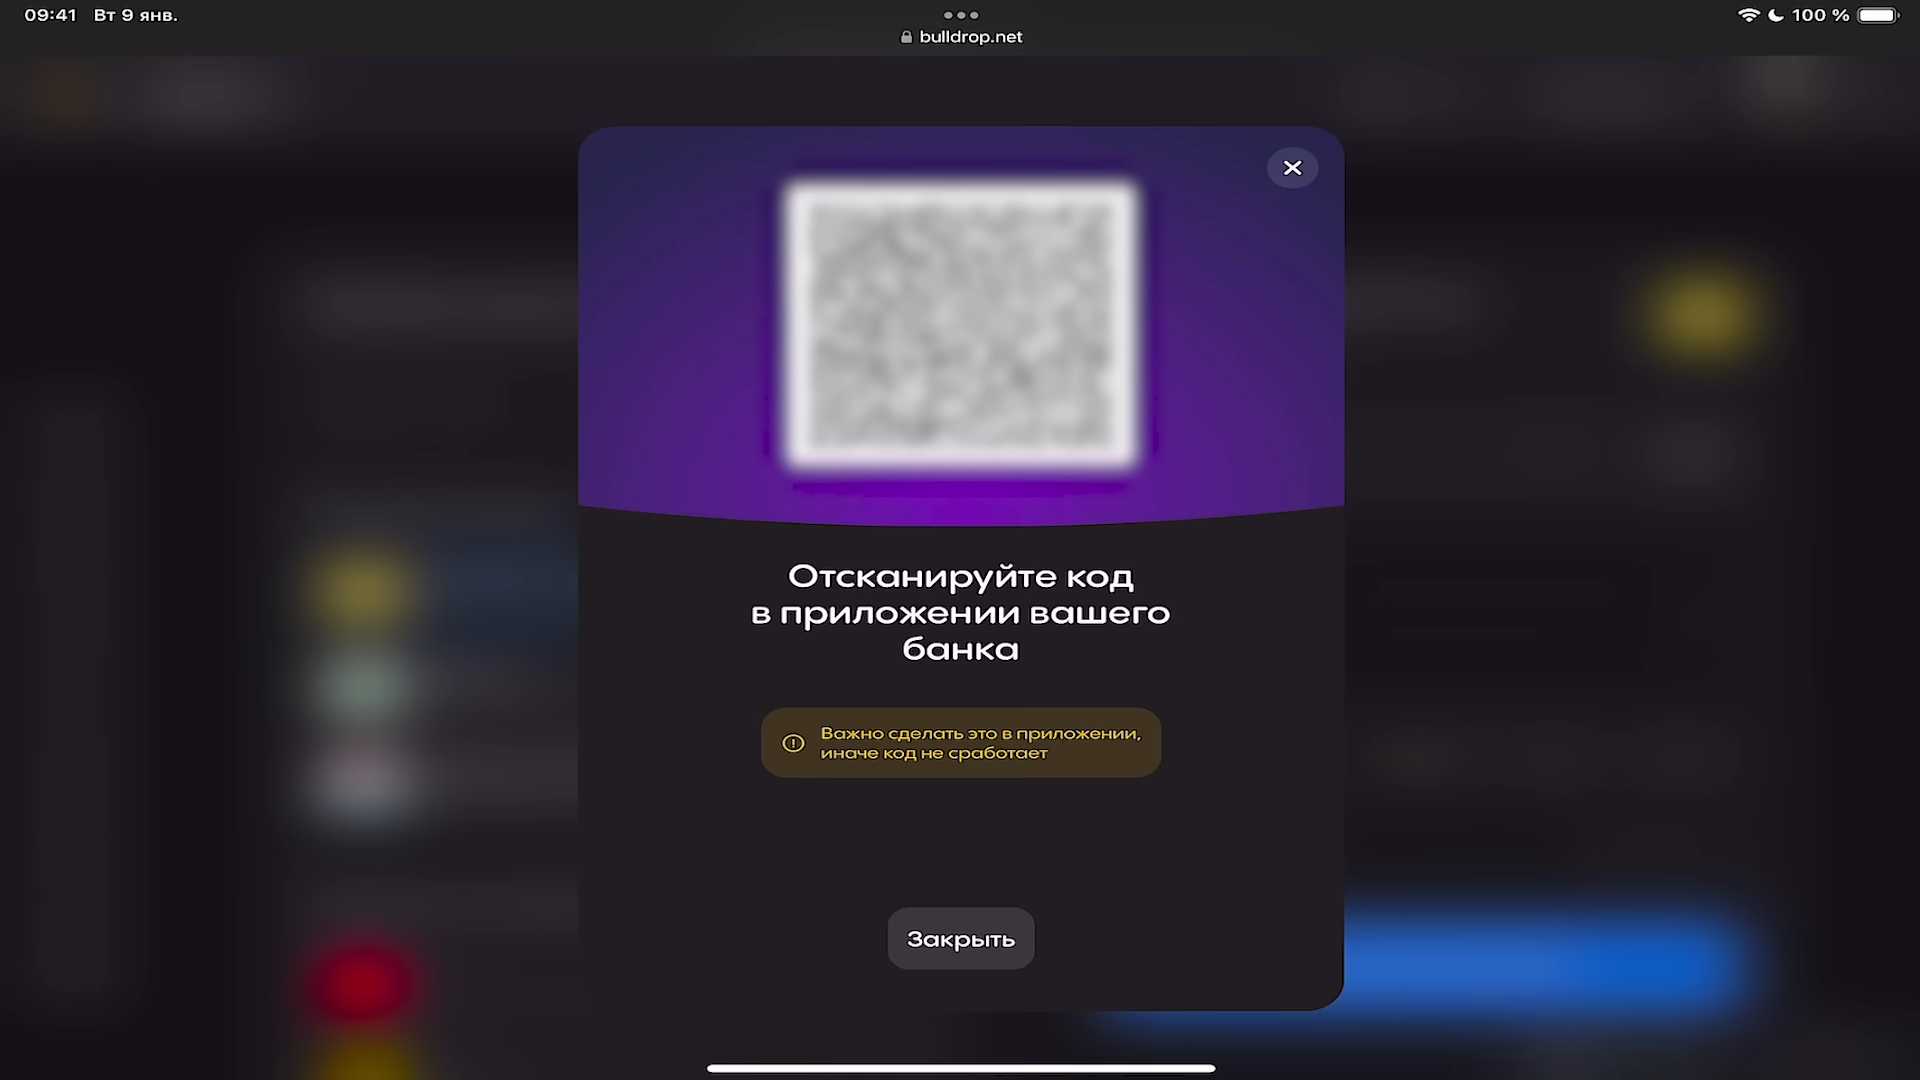 09:41 Вт 9 янв.
100 %
bulldrop.net
Отсканируйте код
в приложении вашего
банка
Важно сделать это в приложении,
иначе код не сработает
Закрыть